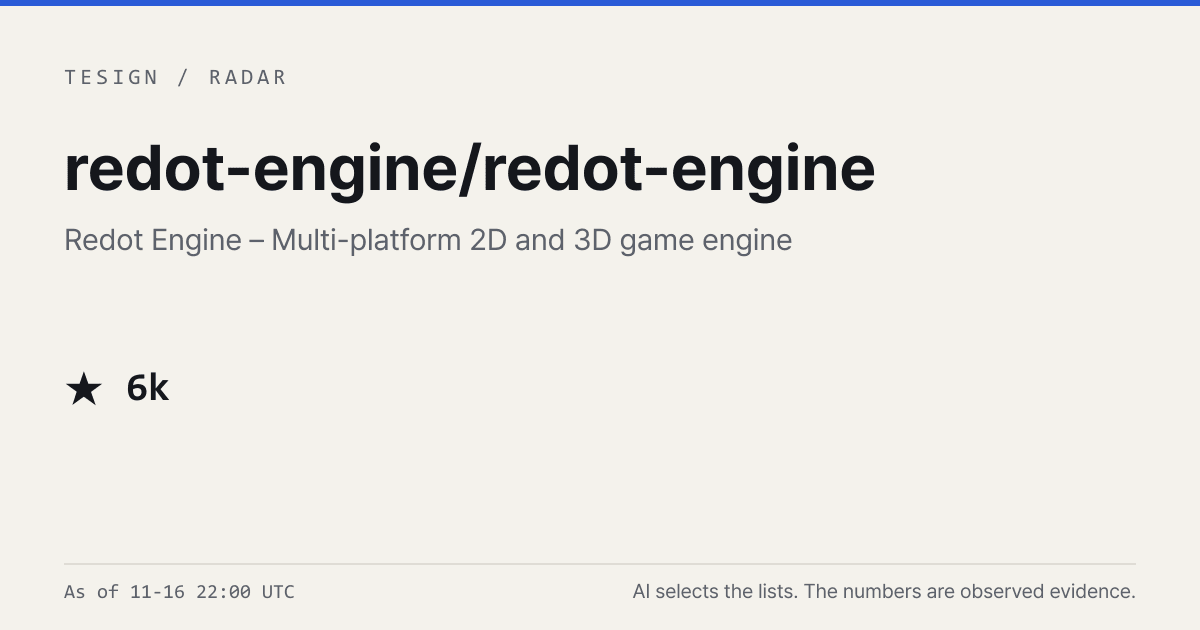 TESIGN / RADAR
redot-engine/redot-engine
Redot Engine – Multi-platform 2D and 3D game engine
★ 6k
As of 11-16 22:00 UTC
AI selects the lists. The numbers are observed evidence.